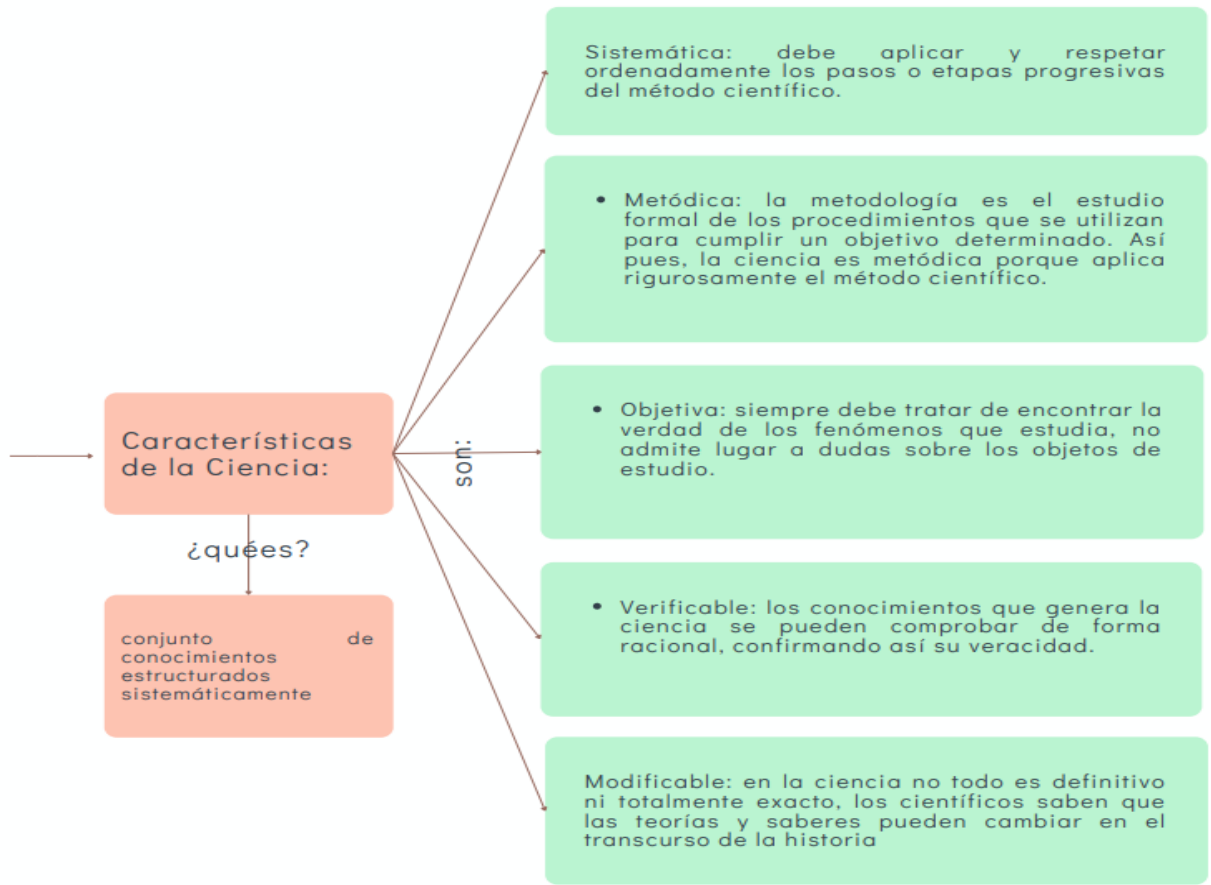 Características
de la Ciencia:
¿quées?
conjunto de
conocimientos
estructurados
sistemáticamente
son:
Sistemática: debe aplicar y respetar
ordenadamente los pasos o etapas progresivas
del método científico.
• Metódica: la metodología es el estudio
formal de los procedimientos que se utilizan
para cumplir un objetivo determinado. Así
pues, la ciencia es metódica porque aplica
rigurosamente el método científico.
• Objetiva: siempre debe tratar de encontrar la
verdad de los fenómenos que estudia, no
admite lugar a dudas sobre los objetos de
estudio.
• Verificable: los conocimientos que genera la
ciencia se pueden comprobar de forma
racional, confirmando así su veracidad.
Modificable: en la ciencia no todo es definitivo
ni totalmente exacto, los científicos saben que
las teorías y saberes pueden cambiar en el
transcurso de la historia